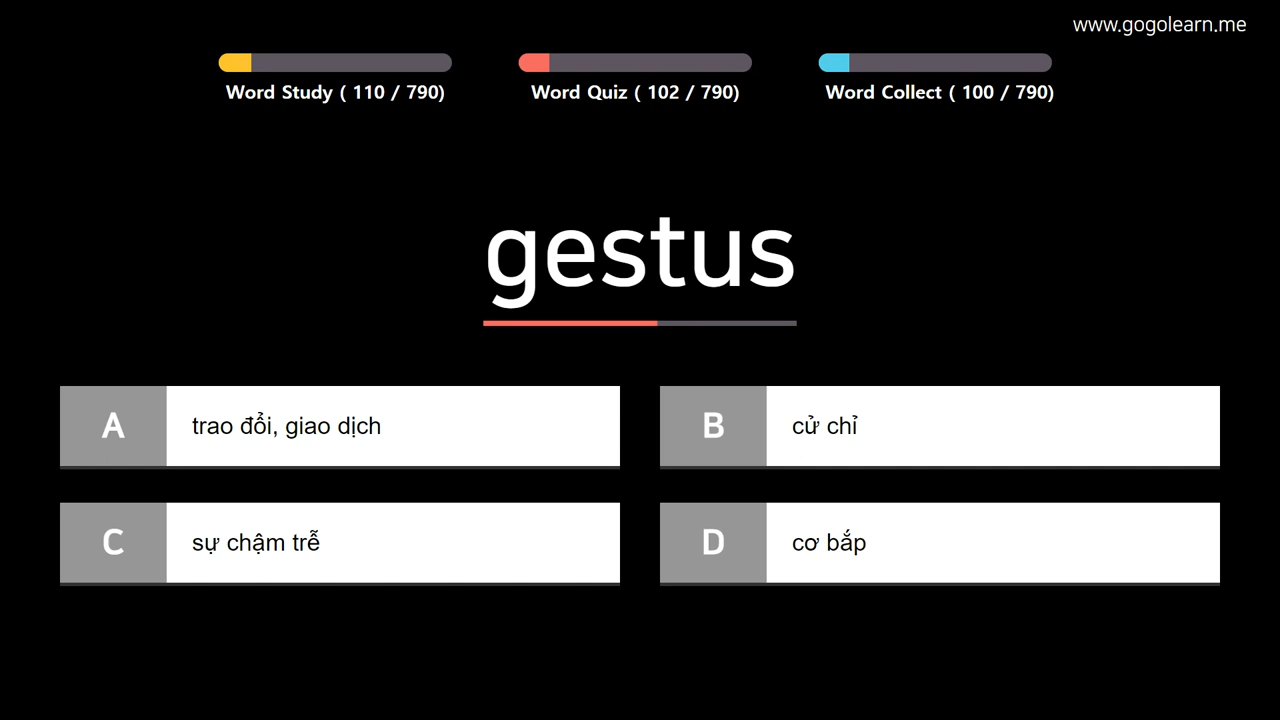 www.gogolearn.me
Word Study ( 110 / 790)
Word Quiz ( 102 / 790)
Word Collect ( 100 / 790)
gestus
A trao đổi, giao dịch
B cử chỉ
C sự chậm trễ
D cơ bắp